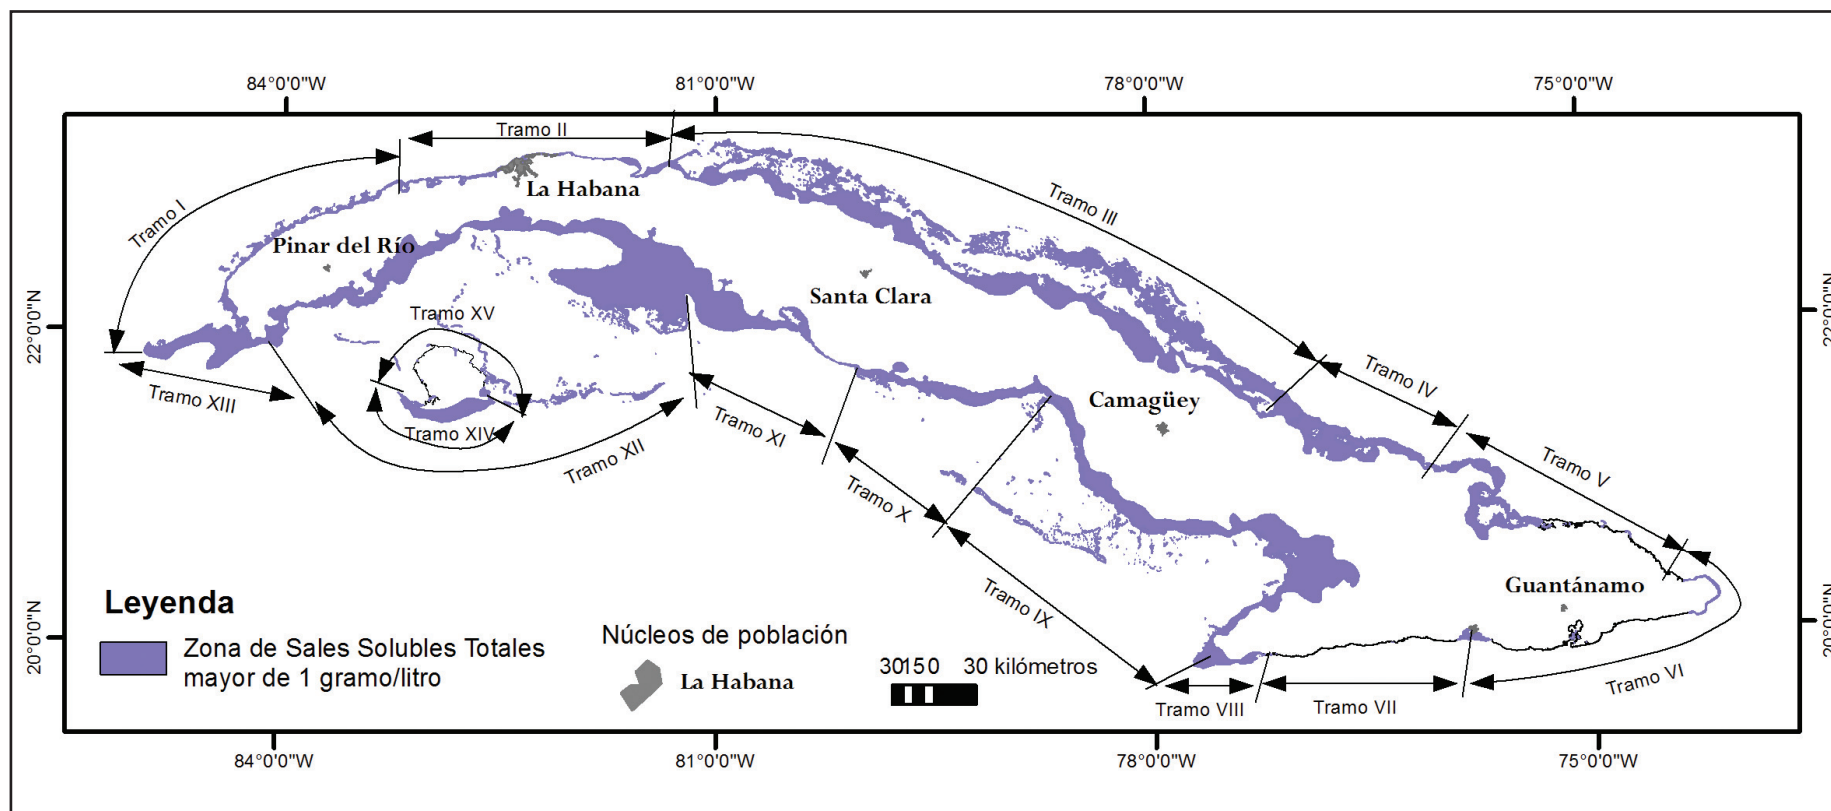 84°0'0"W
81°0'0"W
78°0'0"W
75°0'0"W
Tramo II
Tramo I
La Habana
Tramo III
Pinar del Río
22°0'0"N
22°0'0"N
Santa Clara
Tramo XV
Tramo IV
Tramo XIII
Camagüey
Tramo XI
Tramo XIV
Tramo XII
Tramo V
Tramo X
Tramo IX
Guantánamo
20°0'0"N
20°0'0"N
Leyenda
Zona de Sales Solubles Totales
mayor de 1 gramo/litro
Núcleos de población
La Habana
30150 30 kilómetros
Tramo VI
Tramo VIII
Tramo VII
84°0'0"W
81°0'0"W
78°0'0"W
75°0'0"W